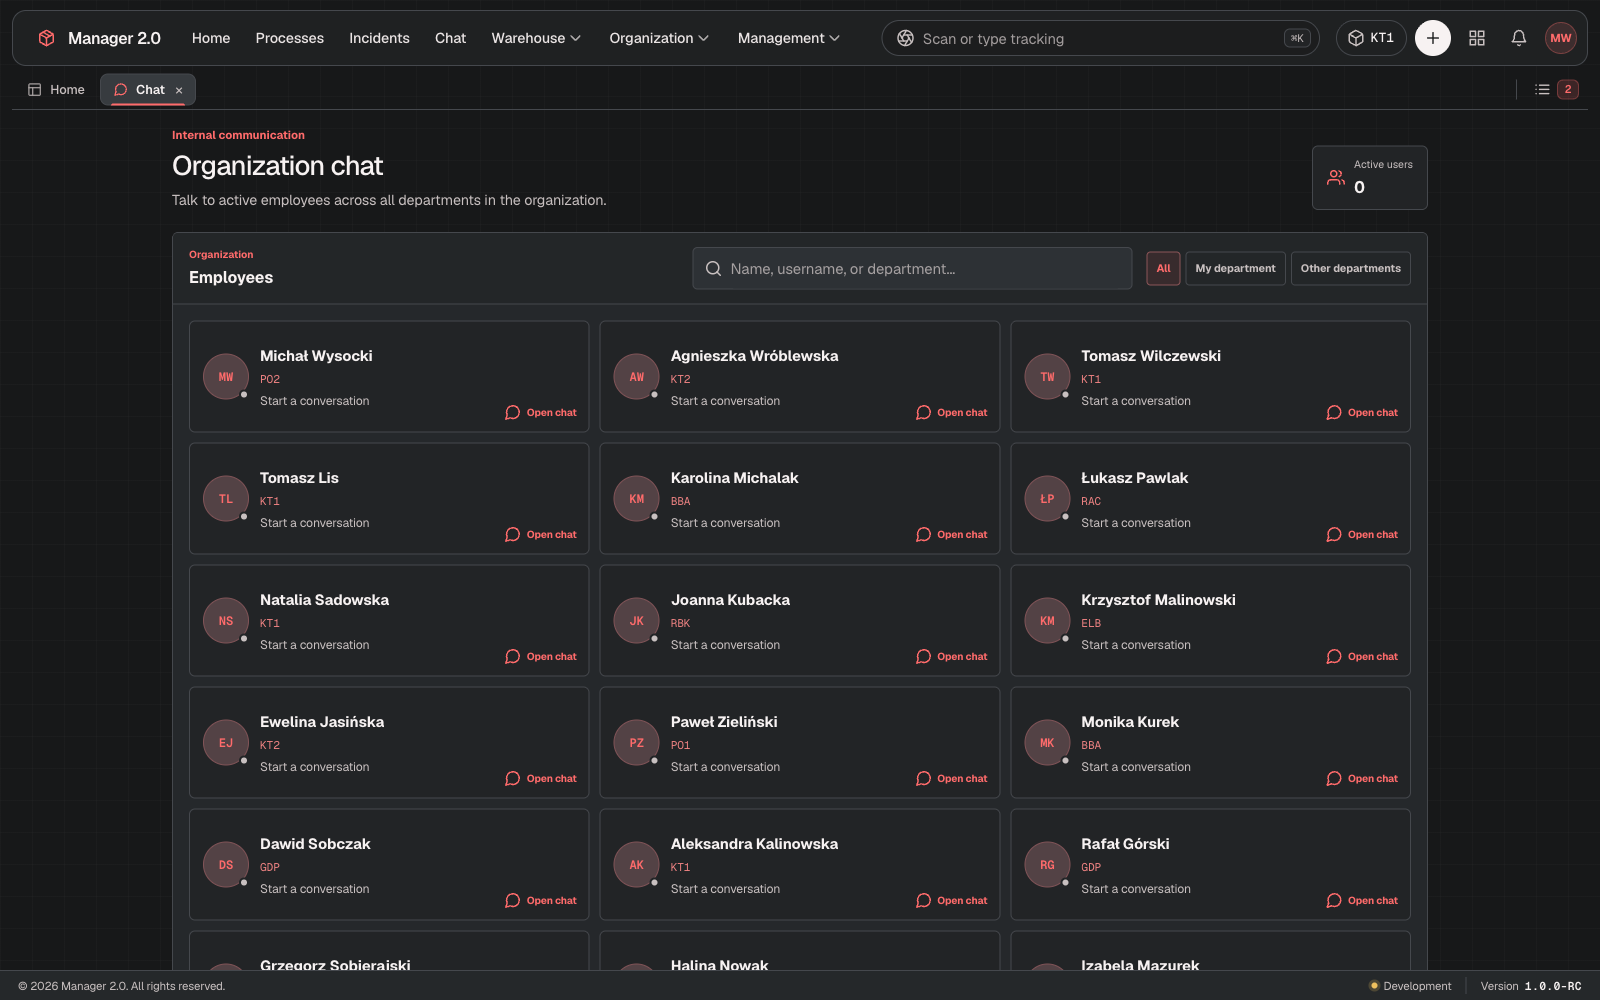 Manager 2.0
Home
Processes
Incidents
Chat
Warehouse
Organization
Management
Scan or type tracking
⌘K
KT1
MW
Home
Chat
2
Internal communication
Organization chat
Talk to active employees across all departments in the organization.
Active users
0
Organization
Employees
Name, username, or department...
All
My department
Other departments
MW
Michał Wysocki
PO2
Start a conversation
Open chat
AW
Agnieszka Wróblewska
KT2
Start a conversation
Open chat
TW
Tomasz Wilczewski
KT1
Start a conversation
Open chat
TL
Tomasz Lis
KT1
Start a conversation
Open chat
KM
Karolina Michalak
BBA
Start a conversation
Open chat
ŁP
Łukasz Pawlak
RAC
Start a conversation
Open chat
NS
Natalia Sadowska
KT1
Start a conversation
Open chat
JK
Joanna Kubacka
RBK
Start a conversation
Open chat
KM
Krzysztof Malinowski
ELB
Start a conversation
Open chat
EJ
Ewelina Jasińska
KT2
Start a conversation
Open chat
PZ
Paweł Zieliński
PO1
Start a conversation
Open chat
MK
Monika Kurek
BBA
Start a conversation
Open chat
DS
Dawid Sobczak
GDP
Start a conversation
Open chat
AK
Aleksandra Kalinowska
KT1
Start a conversation
Open chat
RG
Rafał Górski
GDP
Start a conversation
Open chat
Grzegorz Sobierajski
Halina Nowak
Izabela Mazurek
© 2026 Manager 2.0. All rights reserved.
Development
Version 1.0.0-RC